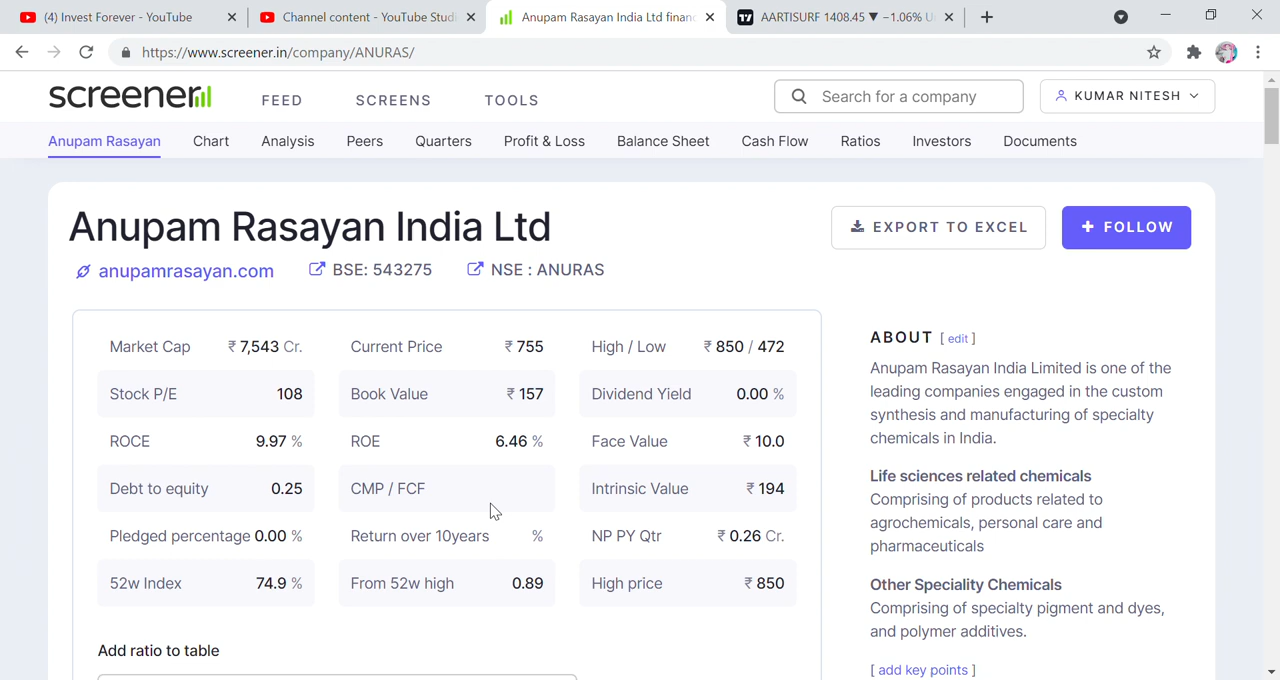 (4) Invest Forever - YouTube
Channel content - YouTube Studi
Anupam Rasayan India Ltd financ
AARTISURF 1408.45 ▼ −1.06% U
https://www.screener.in/company/ANURAS/
screener
FEED
SCREENS
TOOLS
Search for a company
KUMAR NITESH
Anupam Rasayan
Chart
Analysis
Peers
Quarters
Profit & Loss
Balance Sheet
Cash Flow
Ratios
Investors
Documents
Anupam Rasayan India Ltd
EXPORT TO EXCEL
+ FOLLOW
anupamrasayan.com
BSE: 543275
NSE : ANURAS
Market Cap ₹ 7,543 Cr.
Current Price ₹ 755
High / Low ₹ 850 / 472
Stock P/E 108
Book Value ₹ 157
Dividend Yield 0.00 %
ROCE 9.97 %
ROE 6.46 %
Face Value ₹ 10.0
Debt to equity 0.25
CMP / FCF
Intrinsic Value ₹ 194
Pledged percentage 0.00 %
Return over 10years %
NP PY Qtr ₹ 0.26 Cr.
52w Index 74.9 %
From 52w high 0.89
High price ₹ 850
Add ratio to table
ABOUT [ edit ]
Anupam Rasayan India Limited is one of the
leading companies engaged in the custom
synthesis and manufacturing of specialty
chemicals in India.
Life sciences related chemicals
Comprising of products related to
agrochemicals, personal care and
pharmaceuticals
Other Speciality Chemicals
Comprising of specialty pigment and dyes,
and polymer additives.
[ add key points ]